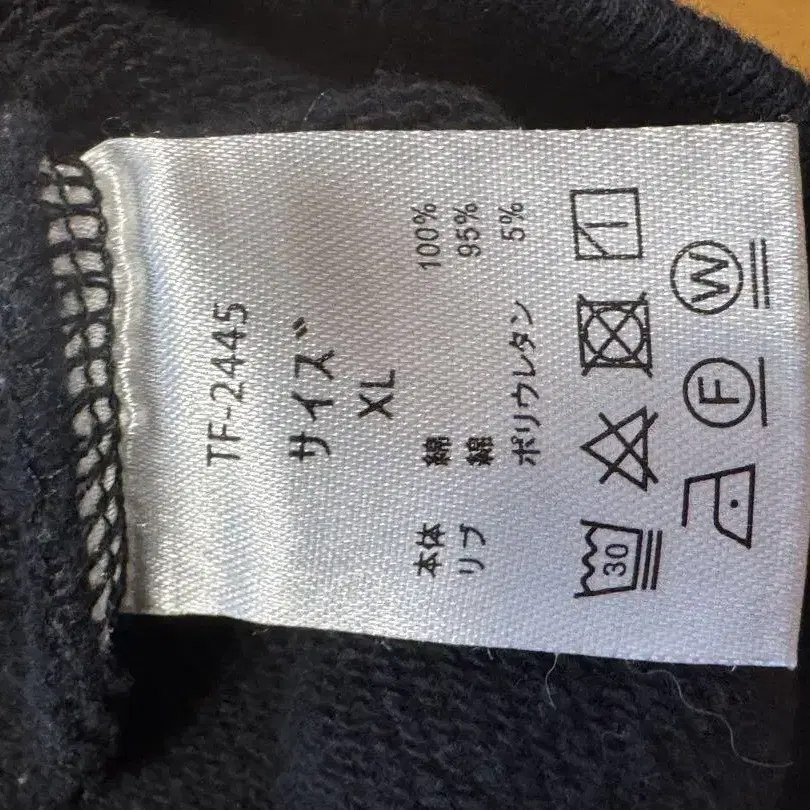 TF-2445
サイズ
XL
本体 綿 100%
リブ 綿 95%
ポリウレタン 5%
30
F W